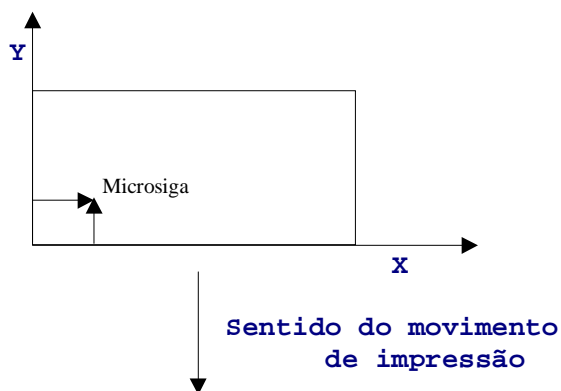 Y
Microsiga
X
Sentido do movimento
de impressão